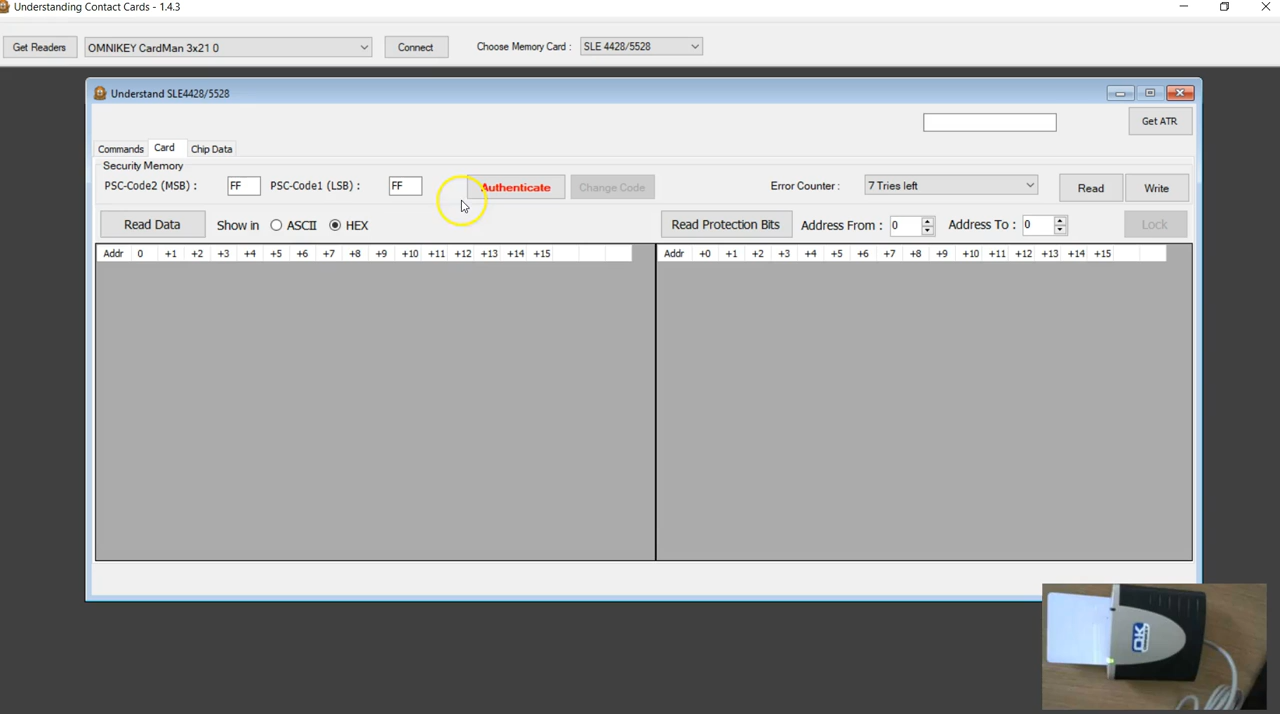 Understanding Contact Cards - 1.4.3
Get Readers OMNIKEY CardMan 3x21 0 Connect Choose Memory Card : SLE 4428/5528
Understand SLE4428/5528
Get ATR
Commands Card Chip Data
Security Memory
PSC-Code2 (MSB) : FF PSC-Code1 (LSB) : FF Authenticate Change Code Error Counter : 7 Tries left Read Write
Read Data Show in ASCII HEX Read Protection Bits Address From : 0 Address To : 0 Lock
Addr 0 +1 +2 +3 +4 +5 +6 +7 +8 +9 +10 +11 +12 +13 +14 +15 Addr +0 +1 +2 +3 +4 +5 +6 +7 +8 +9 +10 +11 +12 +13 +14 +15
OK